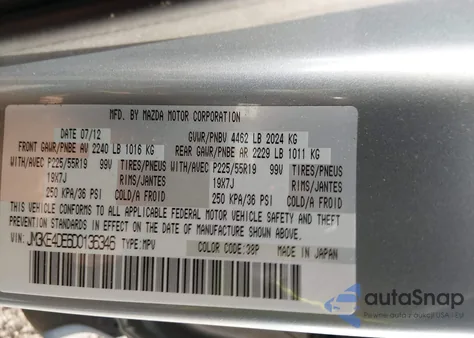 MFD. BY MAZDA MOTOR CORPORATION
DATE 07/12 GVWR/PNBV 4462 LB 2024 KG
FRONT GAWR/PNBE AV 2240 LB 1016 KG REAR GAWR/PNBE AR 2229 LB 1011 KG
WITH/AVEC P225/55R19 99V TIRES/PNEUS WITH/AVEC P225/55R19 99V TIRES/PNEUS
19X7J RIMS/JANTES 19X7J RIMS/JANTES
250 KPA/36 PSI COLD/A FROID 250 KPA/36 PSI COLD/A FROID
THIS VEHICLE CONFORMS TO ALL APPLICABLE FEDERAL MOTOR VEHICLE SAFETY AND THEFT
PREVENTION STANDARDS IN EFFECT ON THE DATE OF MANUFACTURE SHOWN ABOVE.
VIN: JM3KE4DE6D0136346 TYPE:MPV COLOR CODE:38P MADE IN JAPAN
autoSnap